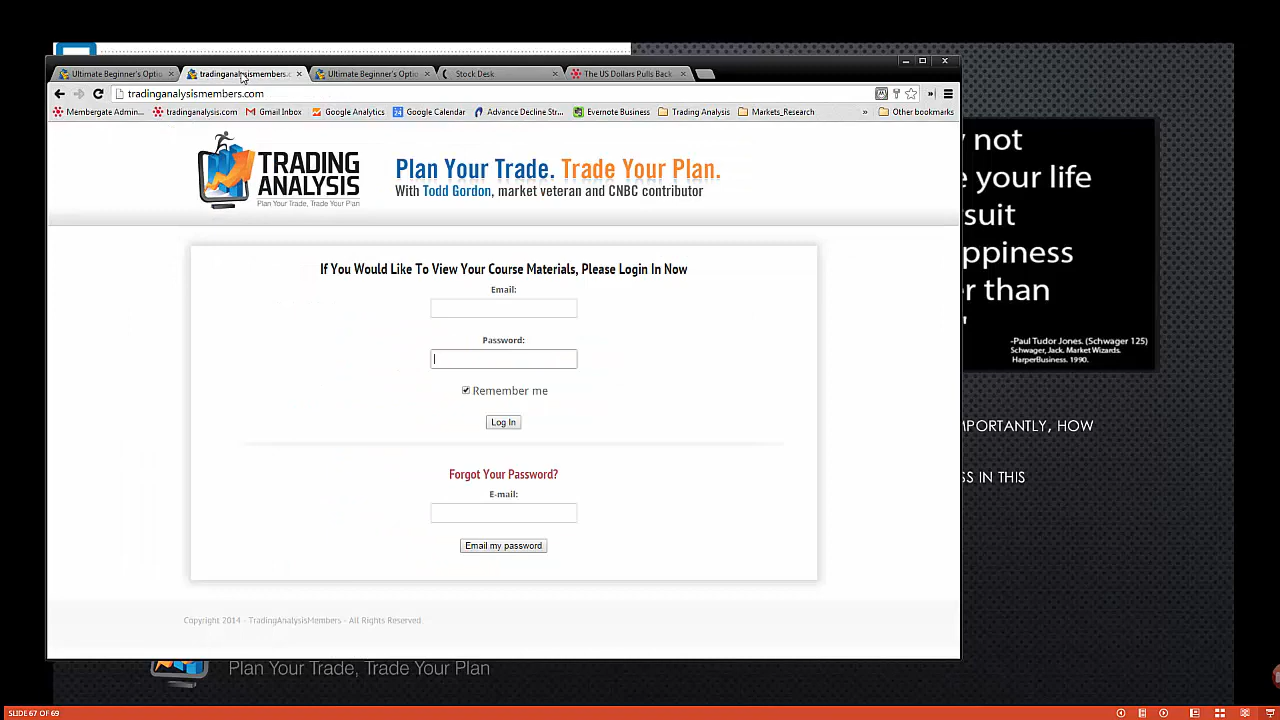 Ultimate Beginner's Optio
tradinganalysismembers.c
Ultimate Beginner's Optio
Stock Desk
The US Dollars Pulls Back
tradinganalysismembers.com
Membergate Admin...
tradinganalysis.com
Gmail Inbox
Google Analytics
Google Calendar
Advance Decline Str...
Evernote Business
Trading Analysis
Markets_Research
»
Other bookmarks
TRADING
ANALYSIS
Plan Your Trade, Trade Your Plan
Plan Your Trade. Trade Your Plan.
With Todd Gordon, market veteran and CNBC contributor
If You Would Like To View Your Course Materials, Please Login In Now
Email:
Password:
Remember me
Log In
Forgot Your Password?
E-mail:
Email my password
Copyright 2014 - TradingAnalysisMembers - All Rights Reserved.
y not
e your life
suit
ppiness
r than
-Paul Tudor Jones. (Schwager 125)
Schwager, Jack. Market Wizards.
HarperBusiness. 1990.
MPORTANTLY, HOW
SS IN THIS
Plan Your Trade, Trade Your Plan
SLIDE 67 OF 69